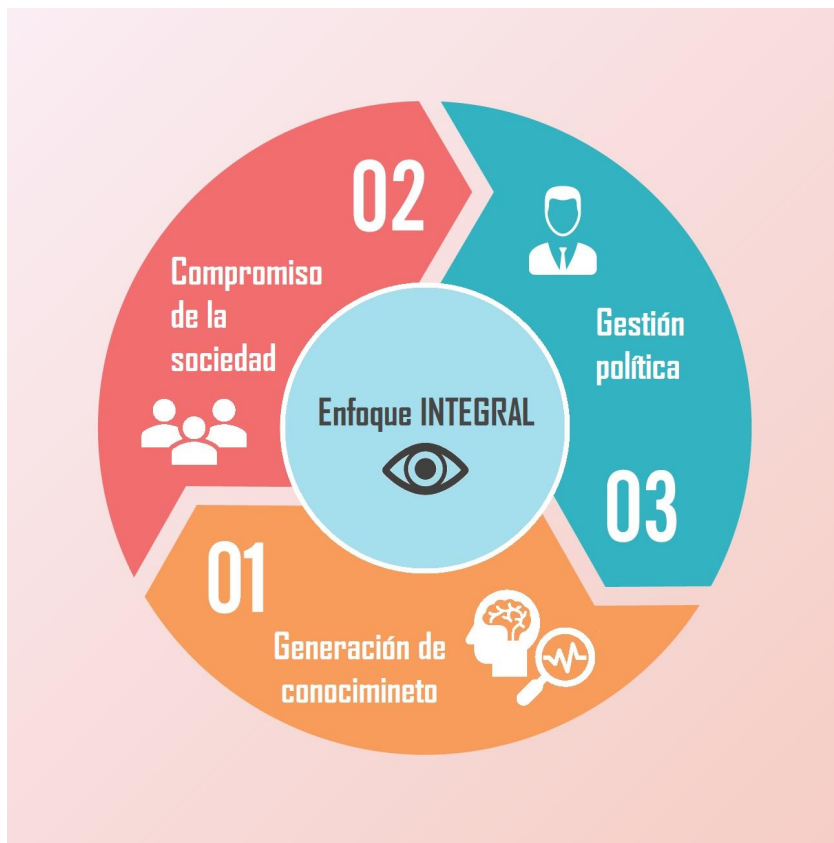 02
Compromiso
de la
sociedad
Gestión
política
03
Enfoque INTEGRAL
01
Generación de
conocimineto